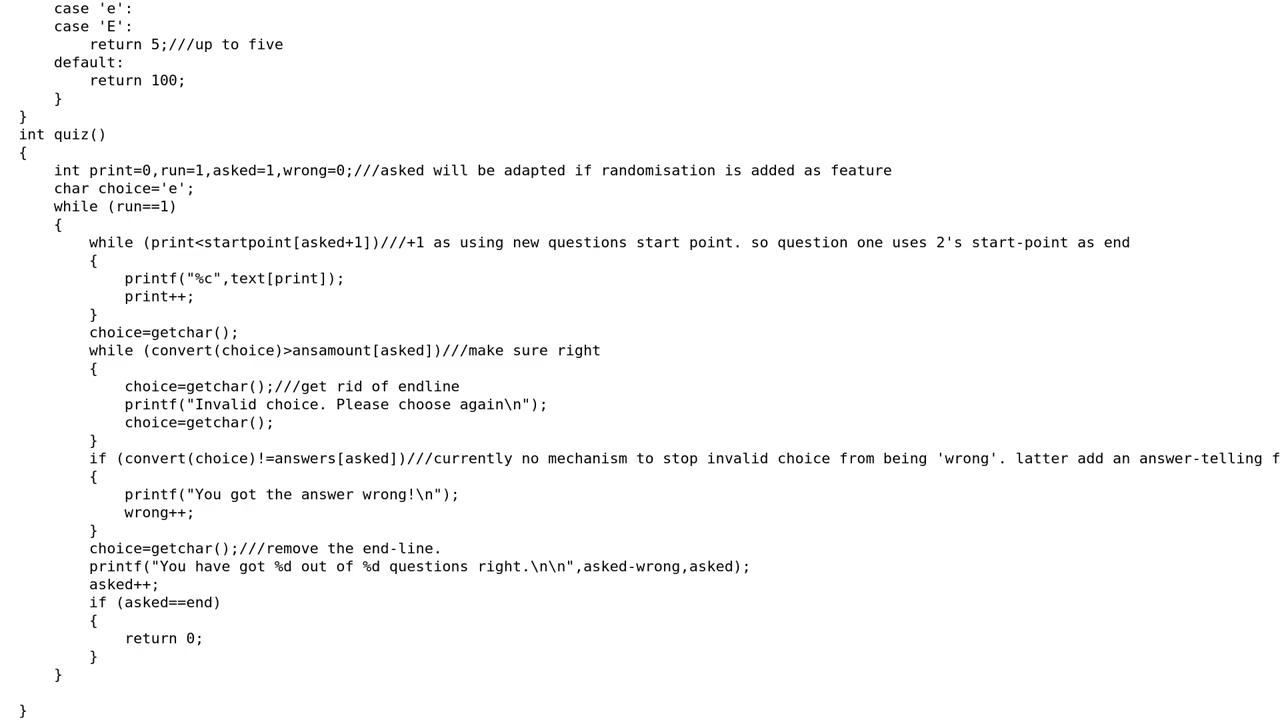 case 'e':
case 'E':
return 5;///up to five
default:
return 100;
}
}
int quiz()
{
int print=0,run=1,asked=1,wrong=0;///asked will be adapted if randomisation is added as feature
char choice='e';
while (run==1)
{
while (print<startpoint[asked+1])///+1 as using new questions start point. so question one uses 2's start-point as end
{
printf("%c",text[print]);
print++;
}
choice=getchar();
while (convert(choice)>ansamount[asked])///make sure right
{
choice=getchar();///get rid of endline
printf("Invalid choice. Please choose again\n");
choice=getchar();
}
if (convert(choice)!=answers[asked])///currently no mechanism to stop invalid choice from being 'wrong'. latter add an answer-telling f
{
printf("You got the answer wrong!\n");
wrong++;
}
choice=getchar();///remove the end-line.
printf("You have got %d out of %d questions right.\n\n",asked-wrong,asked);
asked++;
if (asked==end)
{
return 0;
}
}
}